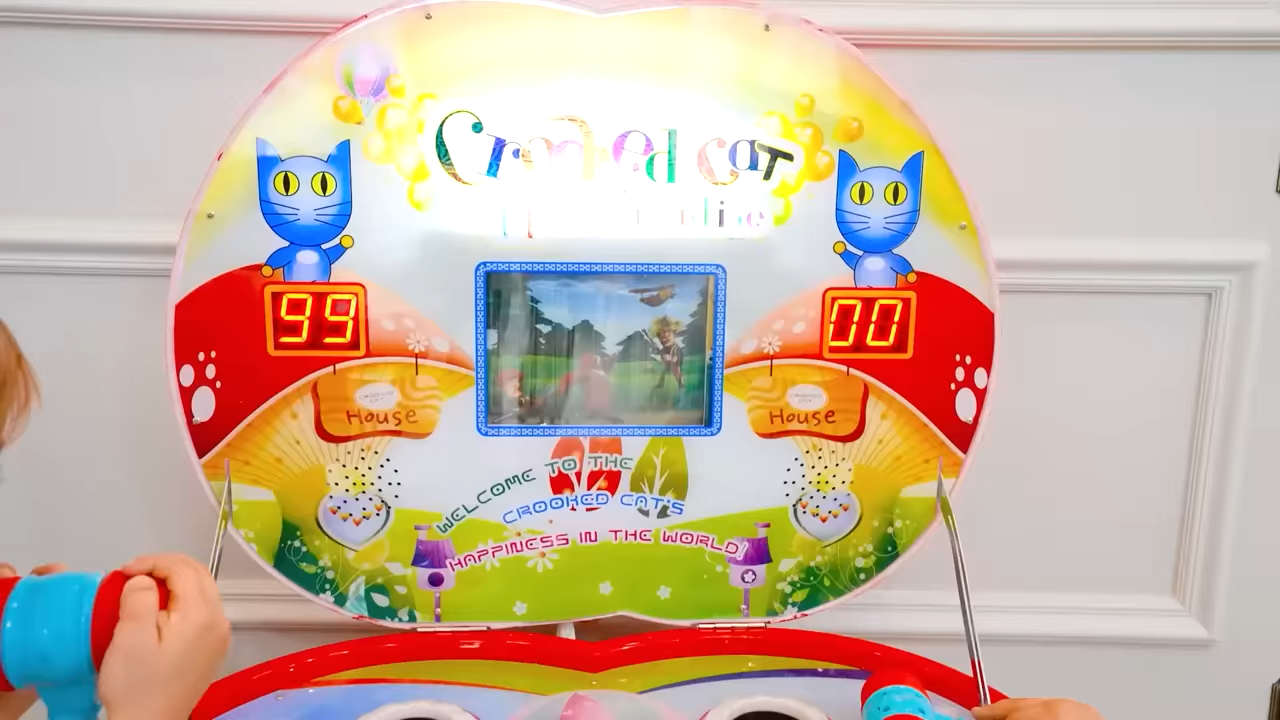 Crooked cat
99
00
House
House
WELCOME TO THE
CROOKED CAT'S
HAPPINESS IN THE WORLD!